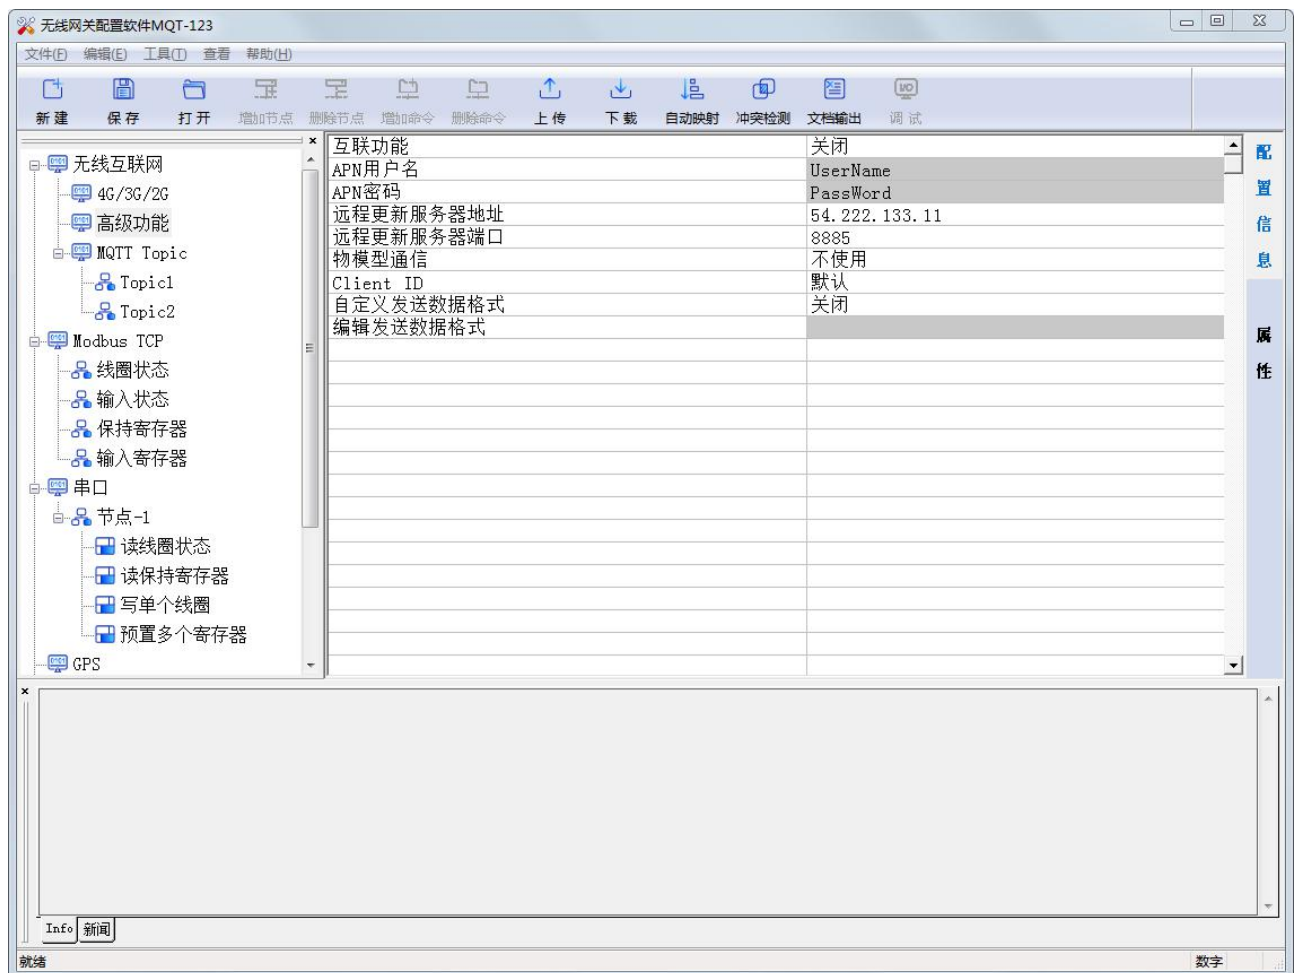 无线网关配置软件MQT-123
文件(F) 编辑(E) 工具(T) 查看 帮助(H)
新建 保存 打开 增加节点 删除节点 增加命令 删除命令 上传 下载 自动映射 冲突检测 文档输出 调试
无线互联网
4G/3G/2G
高级功能
MQTT Topic
Topic1
Topic2
Modbus TCP
线圈状态
输入状态
保持寄存器
输入寄存器
串口
节点-1
读线圈状态
读保持寄存器
写单个线圈
预置多个寄存器
GPS
互联功能 关闭
APN用户名 UserName
APN密码 PassWord
远程更新服务器地址 54.222.133.11
远程更新服务器端口 8885
物模型通信 不使用
Client ID 默认
自定义发送数据格式 关闭
编辑发送数据格式
配置信息
属性
Info 新闻
就绪 数字